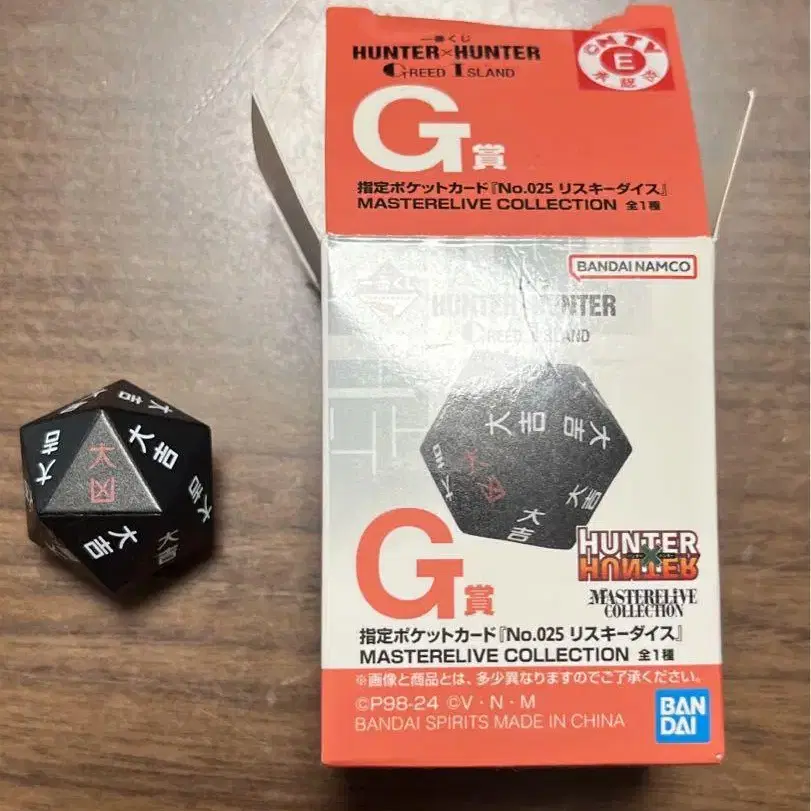 一番くじ
HUNTER×HUNTER
GREED ISLAND
CNTV
E
G賞
指定ポケットカード『No.025 リスキーダイス』
MASTERELIVE COLLECTION 全1種
BANDAI NAMCO
HUNTER×HUNTER
GREED ISLAND
大吉
大吉
大吉
大吉
大吉
大凶
大吉
大吉
大吉
大吉
大凶
大吉
大吉
大吉
HUNTER×HUNTER
MASTERELIVE
COLLECTION
G賞
指定ポケットカード『No.025 リスキーダイス』
MASTERELIVE COLLECTION 全1種
※画像と商品とは、多少異なりますのでご了承ください。
©P98-24 ©V・N・M
BANDAI SPIRITS MADE IN CHINA
BAN
DAI